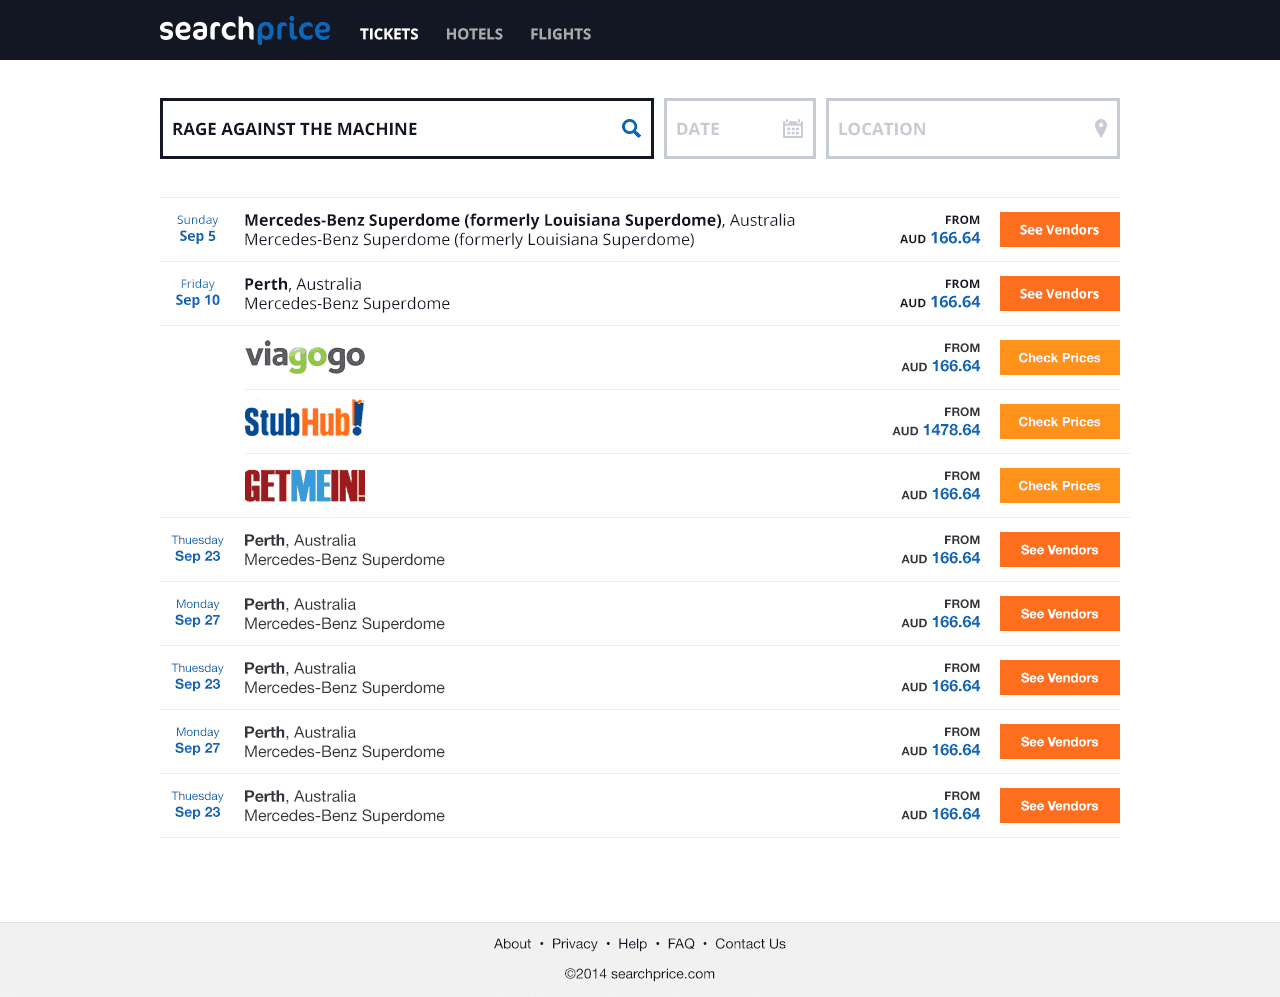 searchprice TICKETS HOTELS FLIGHTS
RAGE AGAINST THE MACHINE DATE LOCATION
Sunday Mercedes-Benz Superdome (formerly Louisiana Superdome), Australia FROM
Sep 5 Mercedes-Benz Superdome (formerly Louisiana Superdome) AUD 166.64 See Vendors
Friday Perth, Australia FROM
Sep 10 Mercedes-Benz Superdome AUD 166.64 See Vendors
viagogo FROM
AUD 166.64 Check Prices
StubHub! FROM
AUD 1478.64 Check Prices
GETMEIN! FROM
AUD 166.64 Check Prices
Thuesday Perth, Australia FROM
Sep 23 Mercedes-Benz Superdome AUD 166.64 See Vendors
Monday Perth, Australia FROM
Sep 27 Mercedes-Benz Superdome AUD 166.64 See Vendors
Thuesday Perth, Australia FROM
Sep 23 Mercedes-Benz Superdome AUD 166.64 See Vendors
Monday Perth, Australia FROM
Sep 27 Mercedes-Benz Superdome AUD 166.64 See Vendors
Thuesday Perth, Australia FROM
Sep 23 Mercedes-Benz Superdome AUD 166.64 See Vendors
About • Privacy • Help • FAQ • Contact Us
©2014 searchprice.com